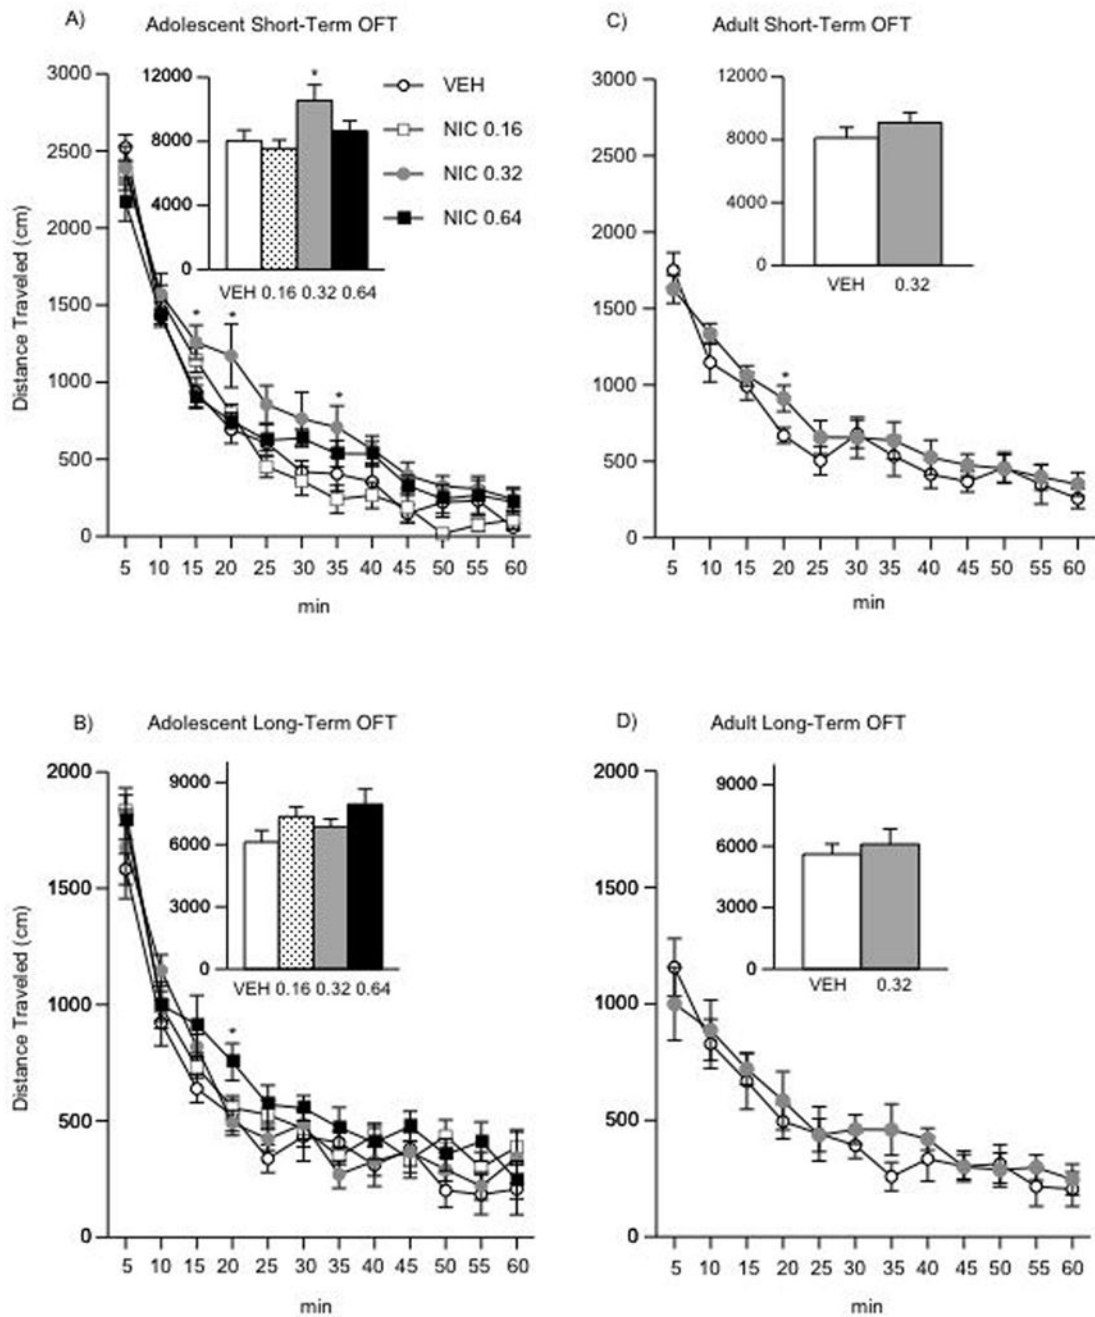 A)
Adolescent Short-Term OFT
3000
2500
2000
1500
1000
500
0
Distance Traveled (cm)
12000
8000
4000
0
*
VEH 0.16 0.32 0.64
VEH
NIC 0.16
NIC 0.32
NIC 0.64
* * *
5 10 15 20 25 30 35 40 45 50 55 60
min
C)
Adult Short-Term OFT
3000
2500
2000
1500
1000
500
0
12000
8000
4000
0
VEH 0.32
*
5 10 15 20 25 30 35 40 45 50 55 60
min
B)
Adolescent Long-Term OFT
2000
1500
1000
500
0
Distance Traveled (cm)
9000
6000
3000
0
VEH 0.16 0.32 0.64
*
5 10 15 20 25 30 35 40 45 50 55 60
min
D)
Adult Long-Term OFT
2000
1500
1000
500
0
9000
6000
3000
0
VEH 0.32
5 10 15 20 25 30 35 40 45 50 55 60
min